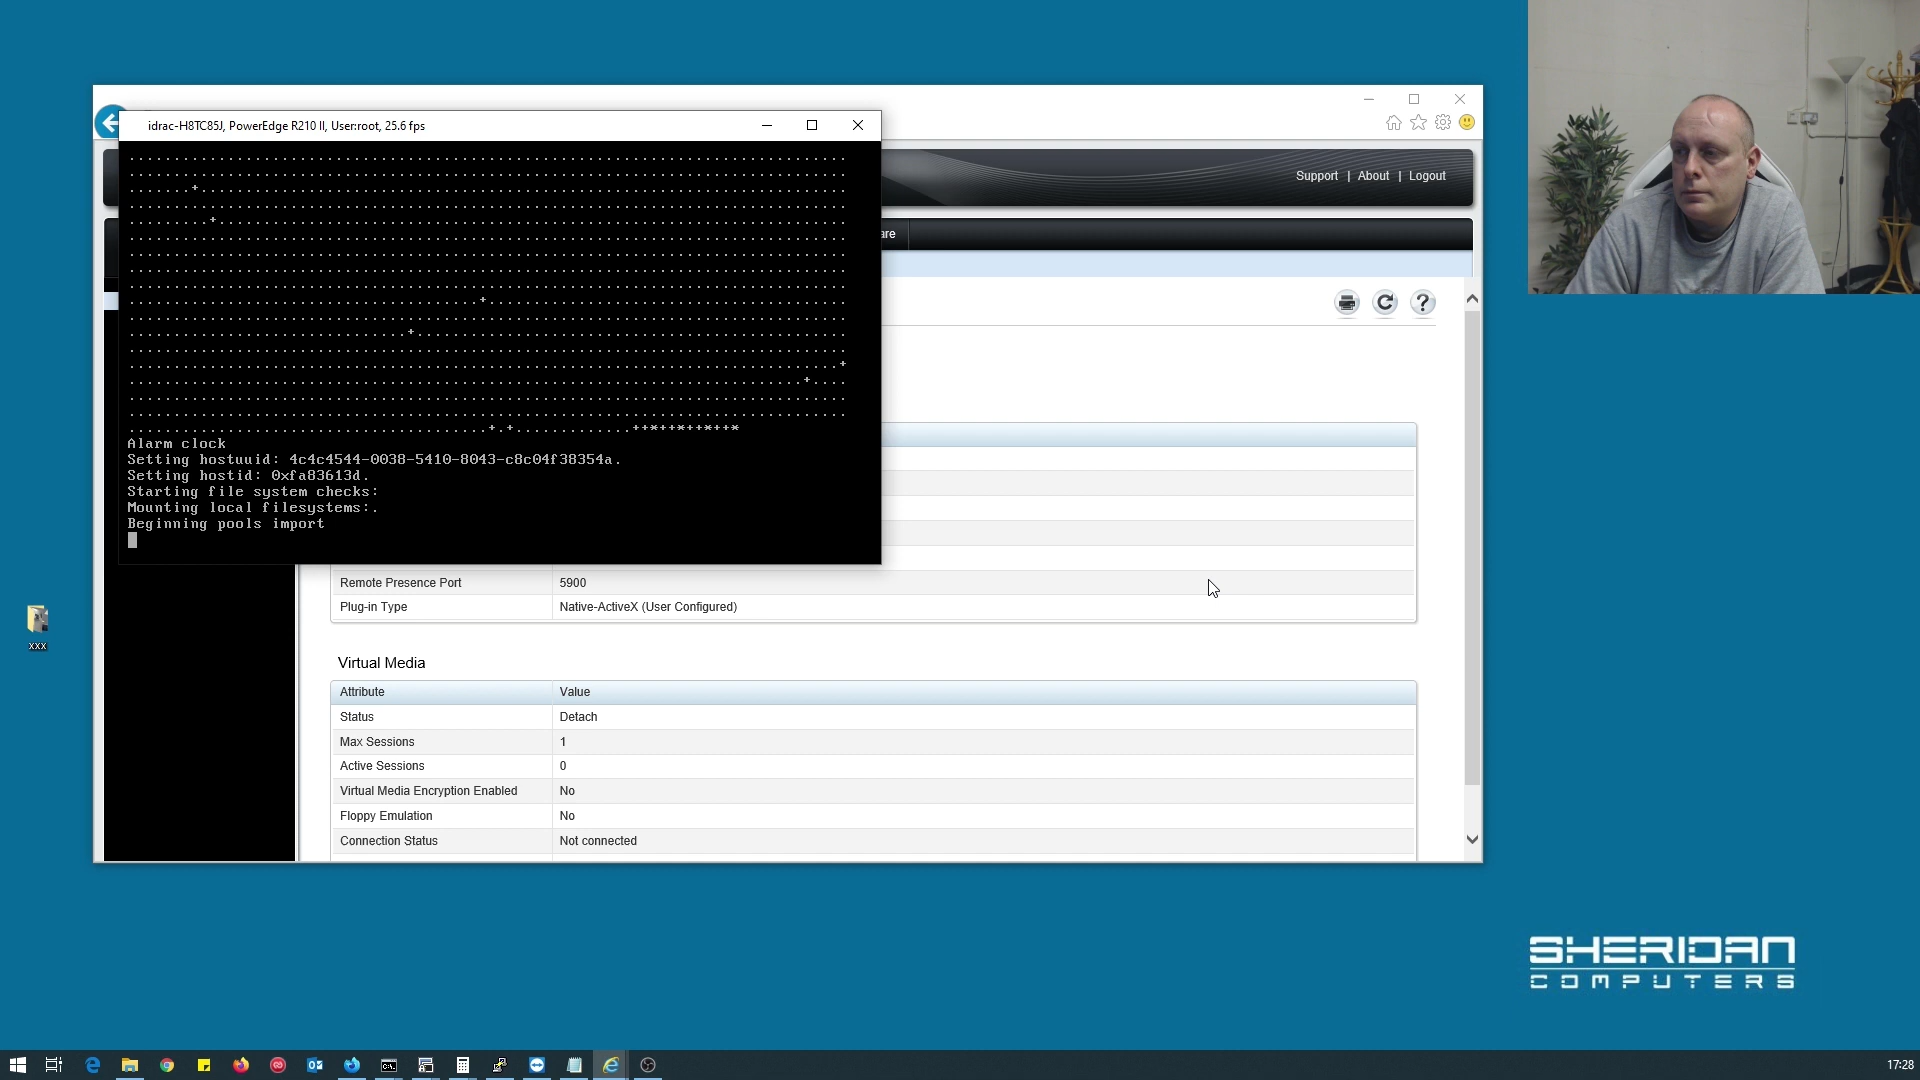 idrac-H8TC85J, PowerEdge R210 II, User:root, 25.6 fps
Support | About | Logout
are
Alarm clock
Setting hostuuid: 4c4c4544-0038-5410-8043-c8c04f38354a.
Setting hostid: 0xfa83613d.
Starting file system checks:
Mounting local filesystems:.
Beginning pools import
Remote Presence Port 5900
Plug-in Type Native-ActiveX (User Configured)
xxx
Virtual Media
Attribute Value
Status Detach
Max Sessions 1
Active Sessions 0
Virtual Media Encryption Enabled No
Floppy Emulation No
Connection Status Not connected
SHERIDAN
COMPUTERS
17:28